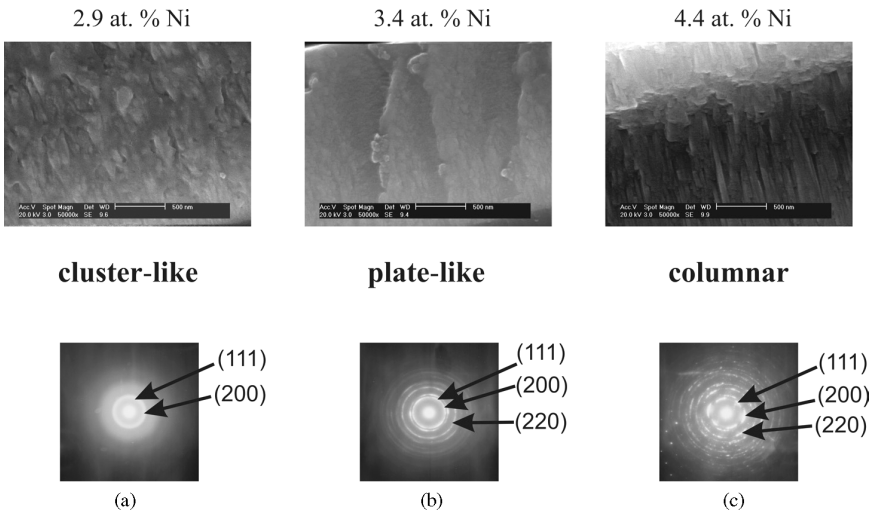 2.9 at. % Ni
3.4 at. % Ni
4.4 at. % Ni
Acc.V Spot Magn Det WD
20.0 kV 3.0 50000x SE 9.6
500 nm
Acc.V Spot Magn Det WD
20.0 kV 3.0 50000x SE 9.4
500 nm
Acc.V Spot Magn Det WD
20.0 kV 3.0 50000x SE 9.9
500 nm
cluster-like
plate-like
columnar
(111)
(200)
(111)
(200)
(220)
(111)
(200)
(220)
(a)
(b)
(c)